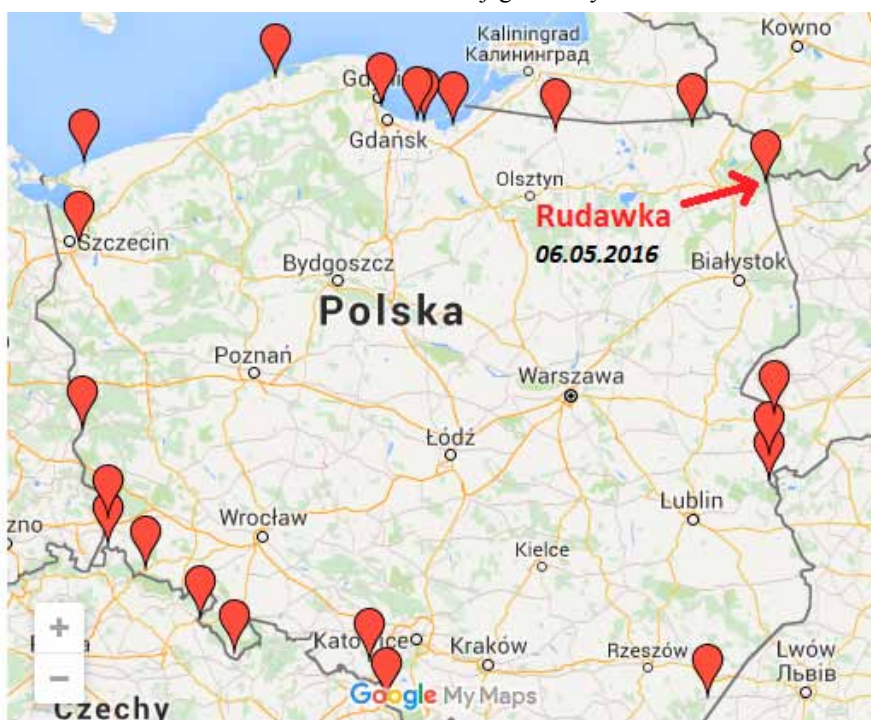 Kaliningrad
Калининград
Kowno
Gdańsk
Olsztyn
Rudawka
06.05.2016
Szczecin
Bydgoszcz
Białystok
Polska
Poznań
Warszawa
Łódź
Lublin
Wrocław
zno
Kielce
+
Kraków
Rzeszów
Lwów
Львів
−
Google My Maps
Czechy